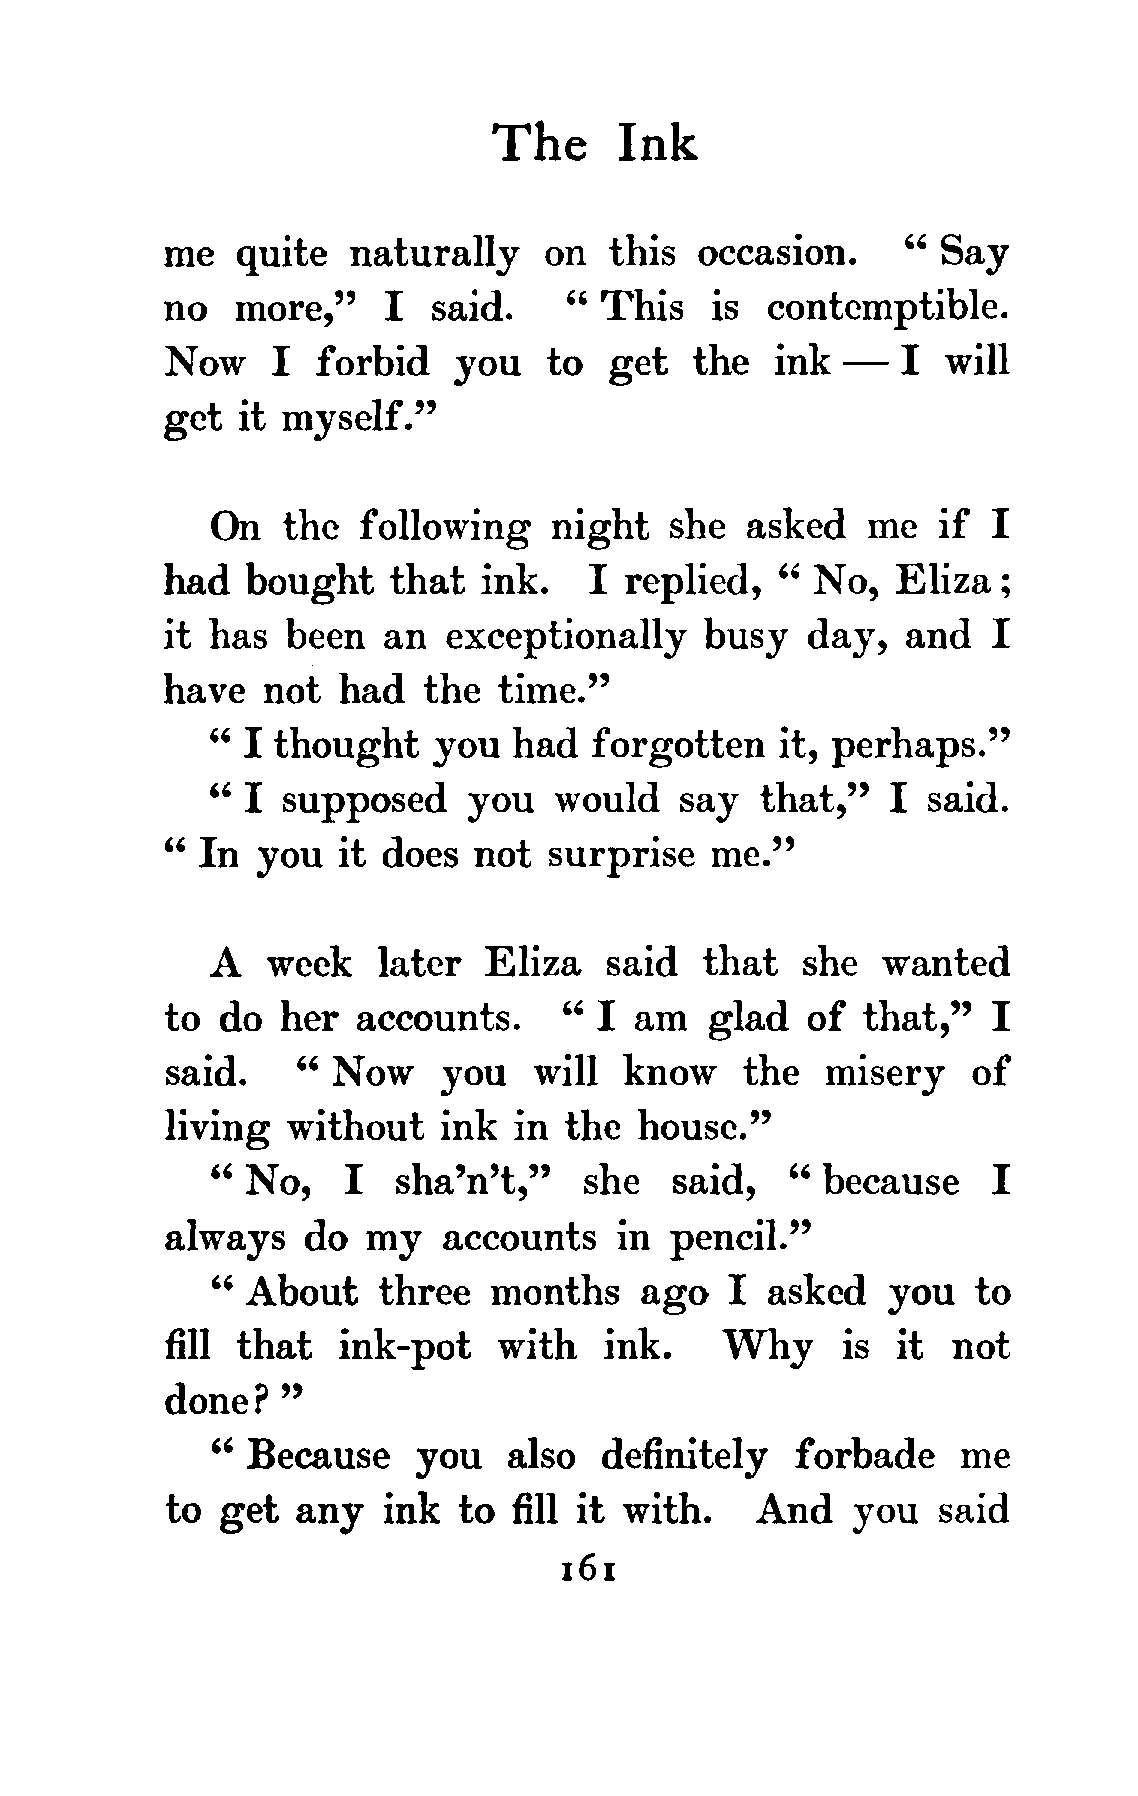 The Ink
me quite naturally on this occasion. “ Say
no more,” I said. “ This is contemptible.
Now I forbid you to get the ink — I will
get it myself.”
On the following night she asked me if I
had bought that ink. I replied, “ No, Eliza ;
it has been an exceptionally busy day, and I
have not had the time.”
“ I thought you had forgotten it, perhaps.”
“ I supposed you would say that,” I said.
“ In you it does not surprise me.”
A week later Eliza said that she wanted
to do her accounts. “ I am glad of that,” I
said. “ Now you will know the misery of
living without ink in the house.”
“ No, I sha’n’t,” she said, “ because I
always do my accounts in pencil.”
“ About three months ago I asked you to
fill that ink-pot with ink. Why is it not
done? ”
“ Because you also definitely forbade me
to get any ink to fill it with. And you said
161